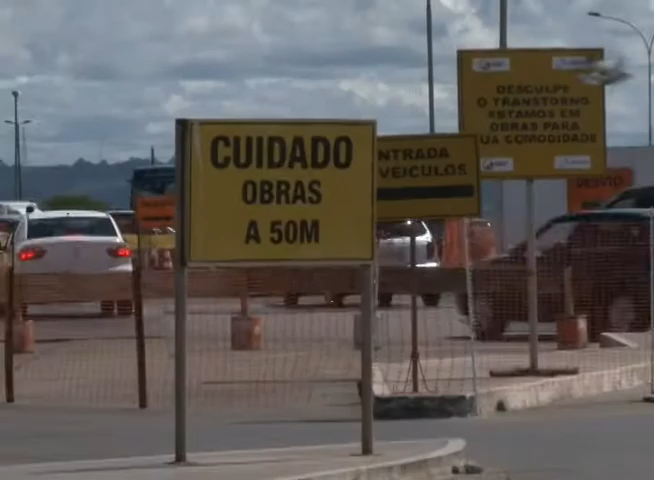 CUIDADO
OBRAS
A 50M
NTRADA
VEICULOS
DESCULPE
O TRANSTORNO
ESTAMOS EM
OBRAS PARA
UA COMODIDADE
DESVIO